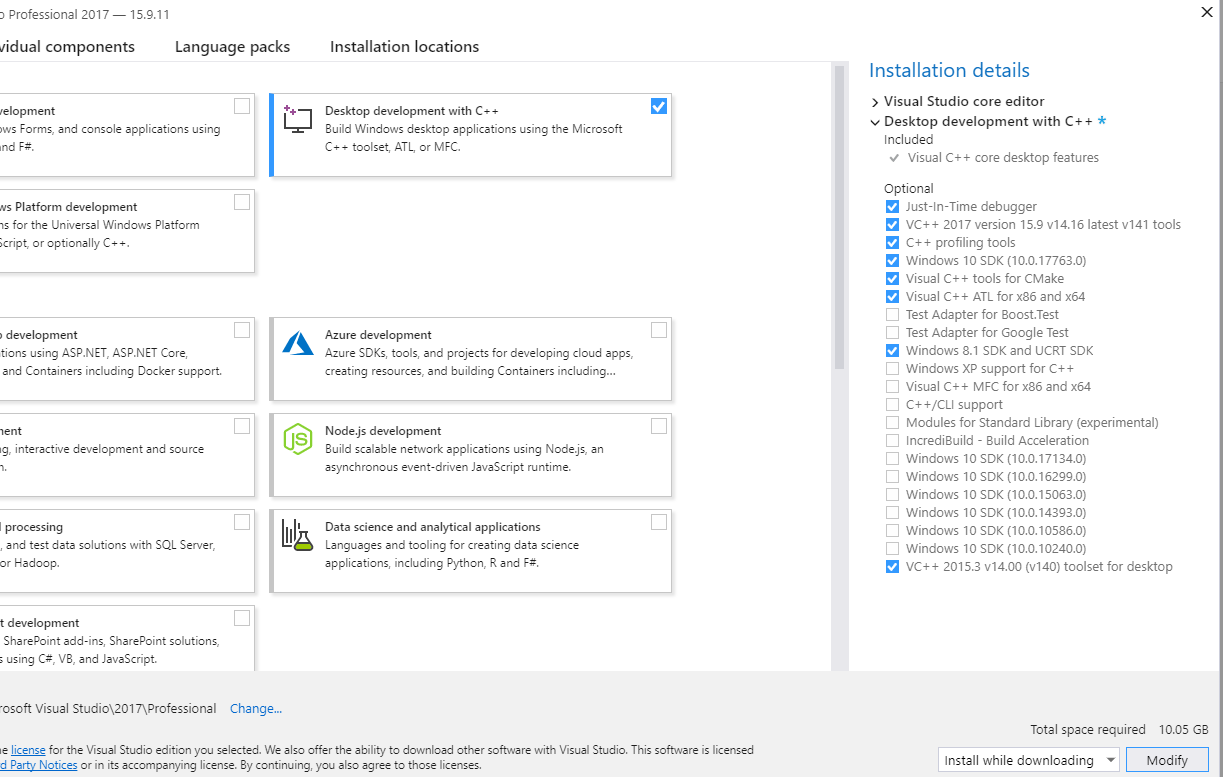 Professional 2017 — 15.9.11
components
Language packs
Installation locations
Forms, and console applications using
F#.
Desktop development with C++
Build Windows desktop applications using the Microsoft
C++ toolset, ATL, or MFC.
Platform development
for the Universal Windows Platform
or optionally C++.
development
using ASP.NET, ASP.NET Core,
and Containers including Docker support.
Azure development
Azure SDKs, tools, and projects for developing cloud apps,
creating resources, and building Containers including...
interactive development and source
Node.js development
Build scalable network applications using Node.js, an
asynchronous event-driven JavaScript runtime.
processing
, and test data solutions with SQL Server,
or Hadoop.
Data science and analytical applications
Languages and tooling for creating data science
applications, including Python, R and F#.
development
SharePoint add-ins, SharePoint solutions,
using C#, VB, and JavaScript.
Installation details
Visual Studio core editor
Desktop development with C++ *
Included
Visual C++ core desktop features
Optional
Just-In-Time debugger
VC++ 2017 version 15.9 v14.16 latest v141 tools
C++ profiling tools
Windows 10 SDK (10.0.17763.0)
Visual C++ tools for CMake
Visual C++ ATL for x86 and x64
Test Adapter for Boost.Test
Test Adapter for Google Test
Windows 8.1 SDK and UCRT SDK
Windows XP support for C++
Visual C++ MFC for x86 and x64
C++/CLI support
Modules for Standard Library (experimental)
IncrediBuild - Build Acceleration
Windows 10 SDK (10.0.17134.0)
Windows 10 SDK (10.0.16299.0)
Windows 10 SDK (10.0.15063.0)
Windows 10 SDK (10.0.14393.0)
Windows 10 SDK (10.0.10586.0)
Windows 10 SDK (10.0.10240.0)
VC++ 2015.3 v14.00 (v140) toolset for desktop
Visual Studio\2017\Professional
Change...
license for the Visual Studio edition you selected. We also offer the ability to download other software with Visual Studio. This software is licensed
Party Notices or in its accompanying license. By continuing, you also agree to those licenses.
Total space required 10.05 GB
Install while downloading
Modify